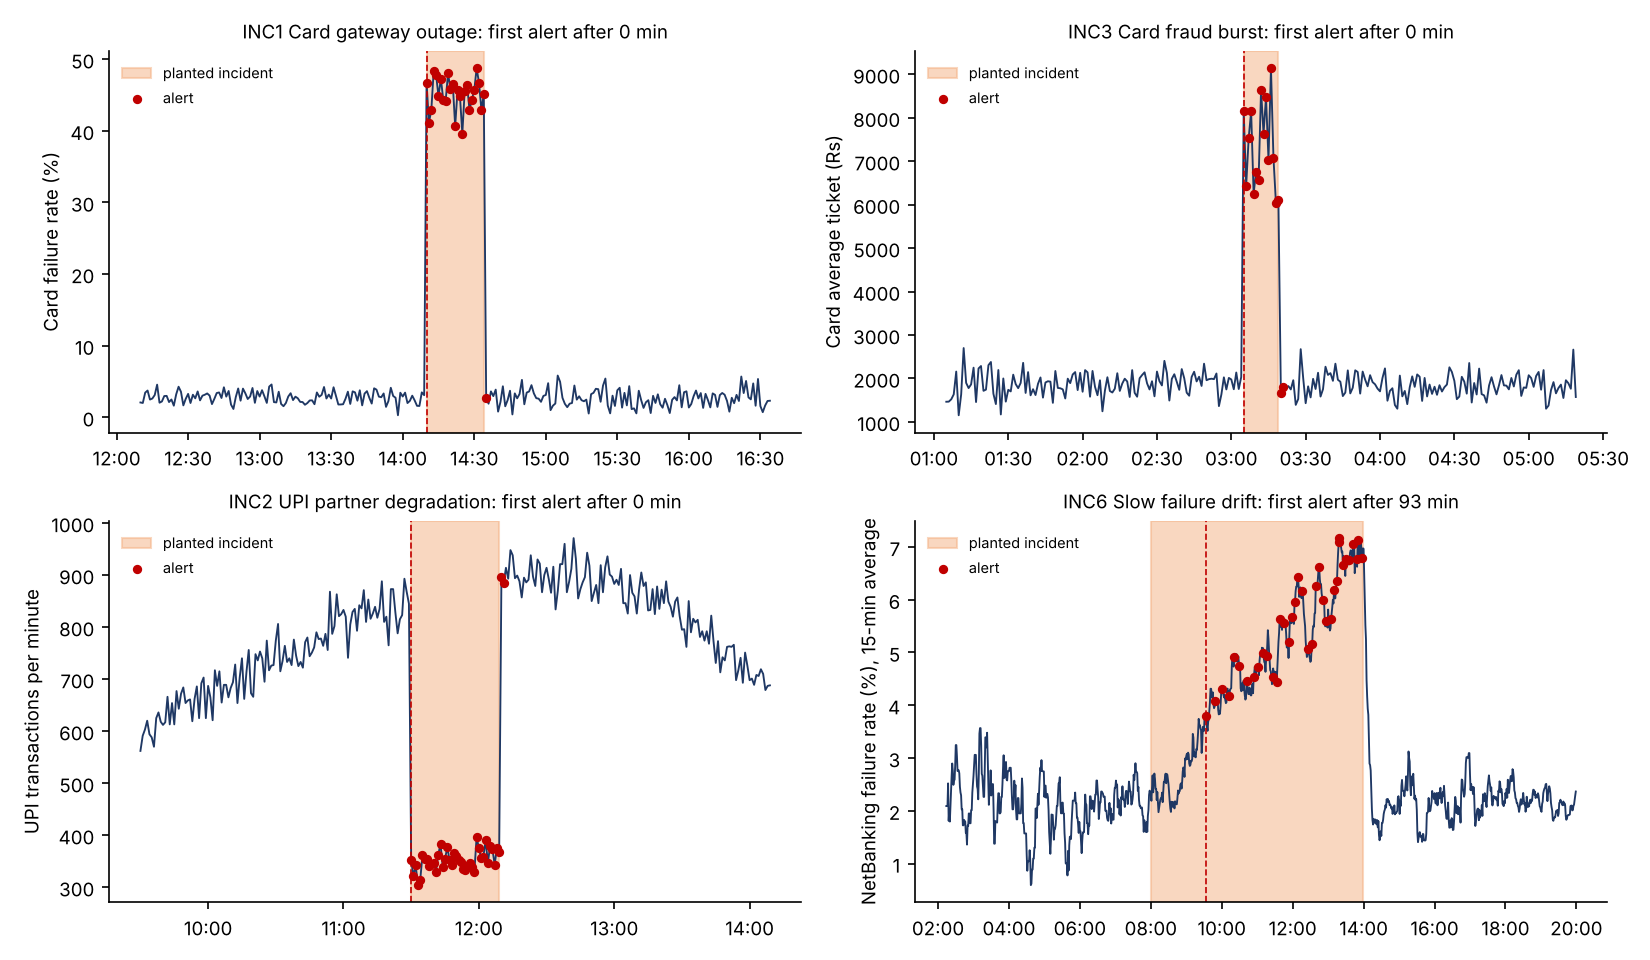 INC1 Card gateway outage: first alert after 0 min
planted incident
alert
Card failure rate (%)
50
40
30
20
10
0
12:00 12:30 13:00 13:30 14:00 14:30 15:00 15:30 16:00 16:30
INC3 Card fraud burst: first alert after 0 min
planted incident
alert
Card average ticket (Rs)
9000
8000
7000
6000
5000
4000
3000
2000
1000
01:00 01:30 02:00 02:30 03:00 03:30 04:00 04:30 05:00 05:30
INC2 UPI partner degradation: first alert after 0 min
planted incident
alert
UPI transactions per minute
1000
900
800
700
600
500
400
300
10:00 11:00 12:00 13:00 14:00
INC6 Slow failure drift: first alert after 93 min
planted incident
alert
NetBanking failure rate (%), 15-min average
7
6
5
4
3
2
1
02:00 04:00 06:00 08:00 10:00 12:00 14:00 16:00 18:00 20:00